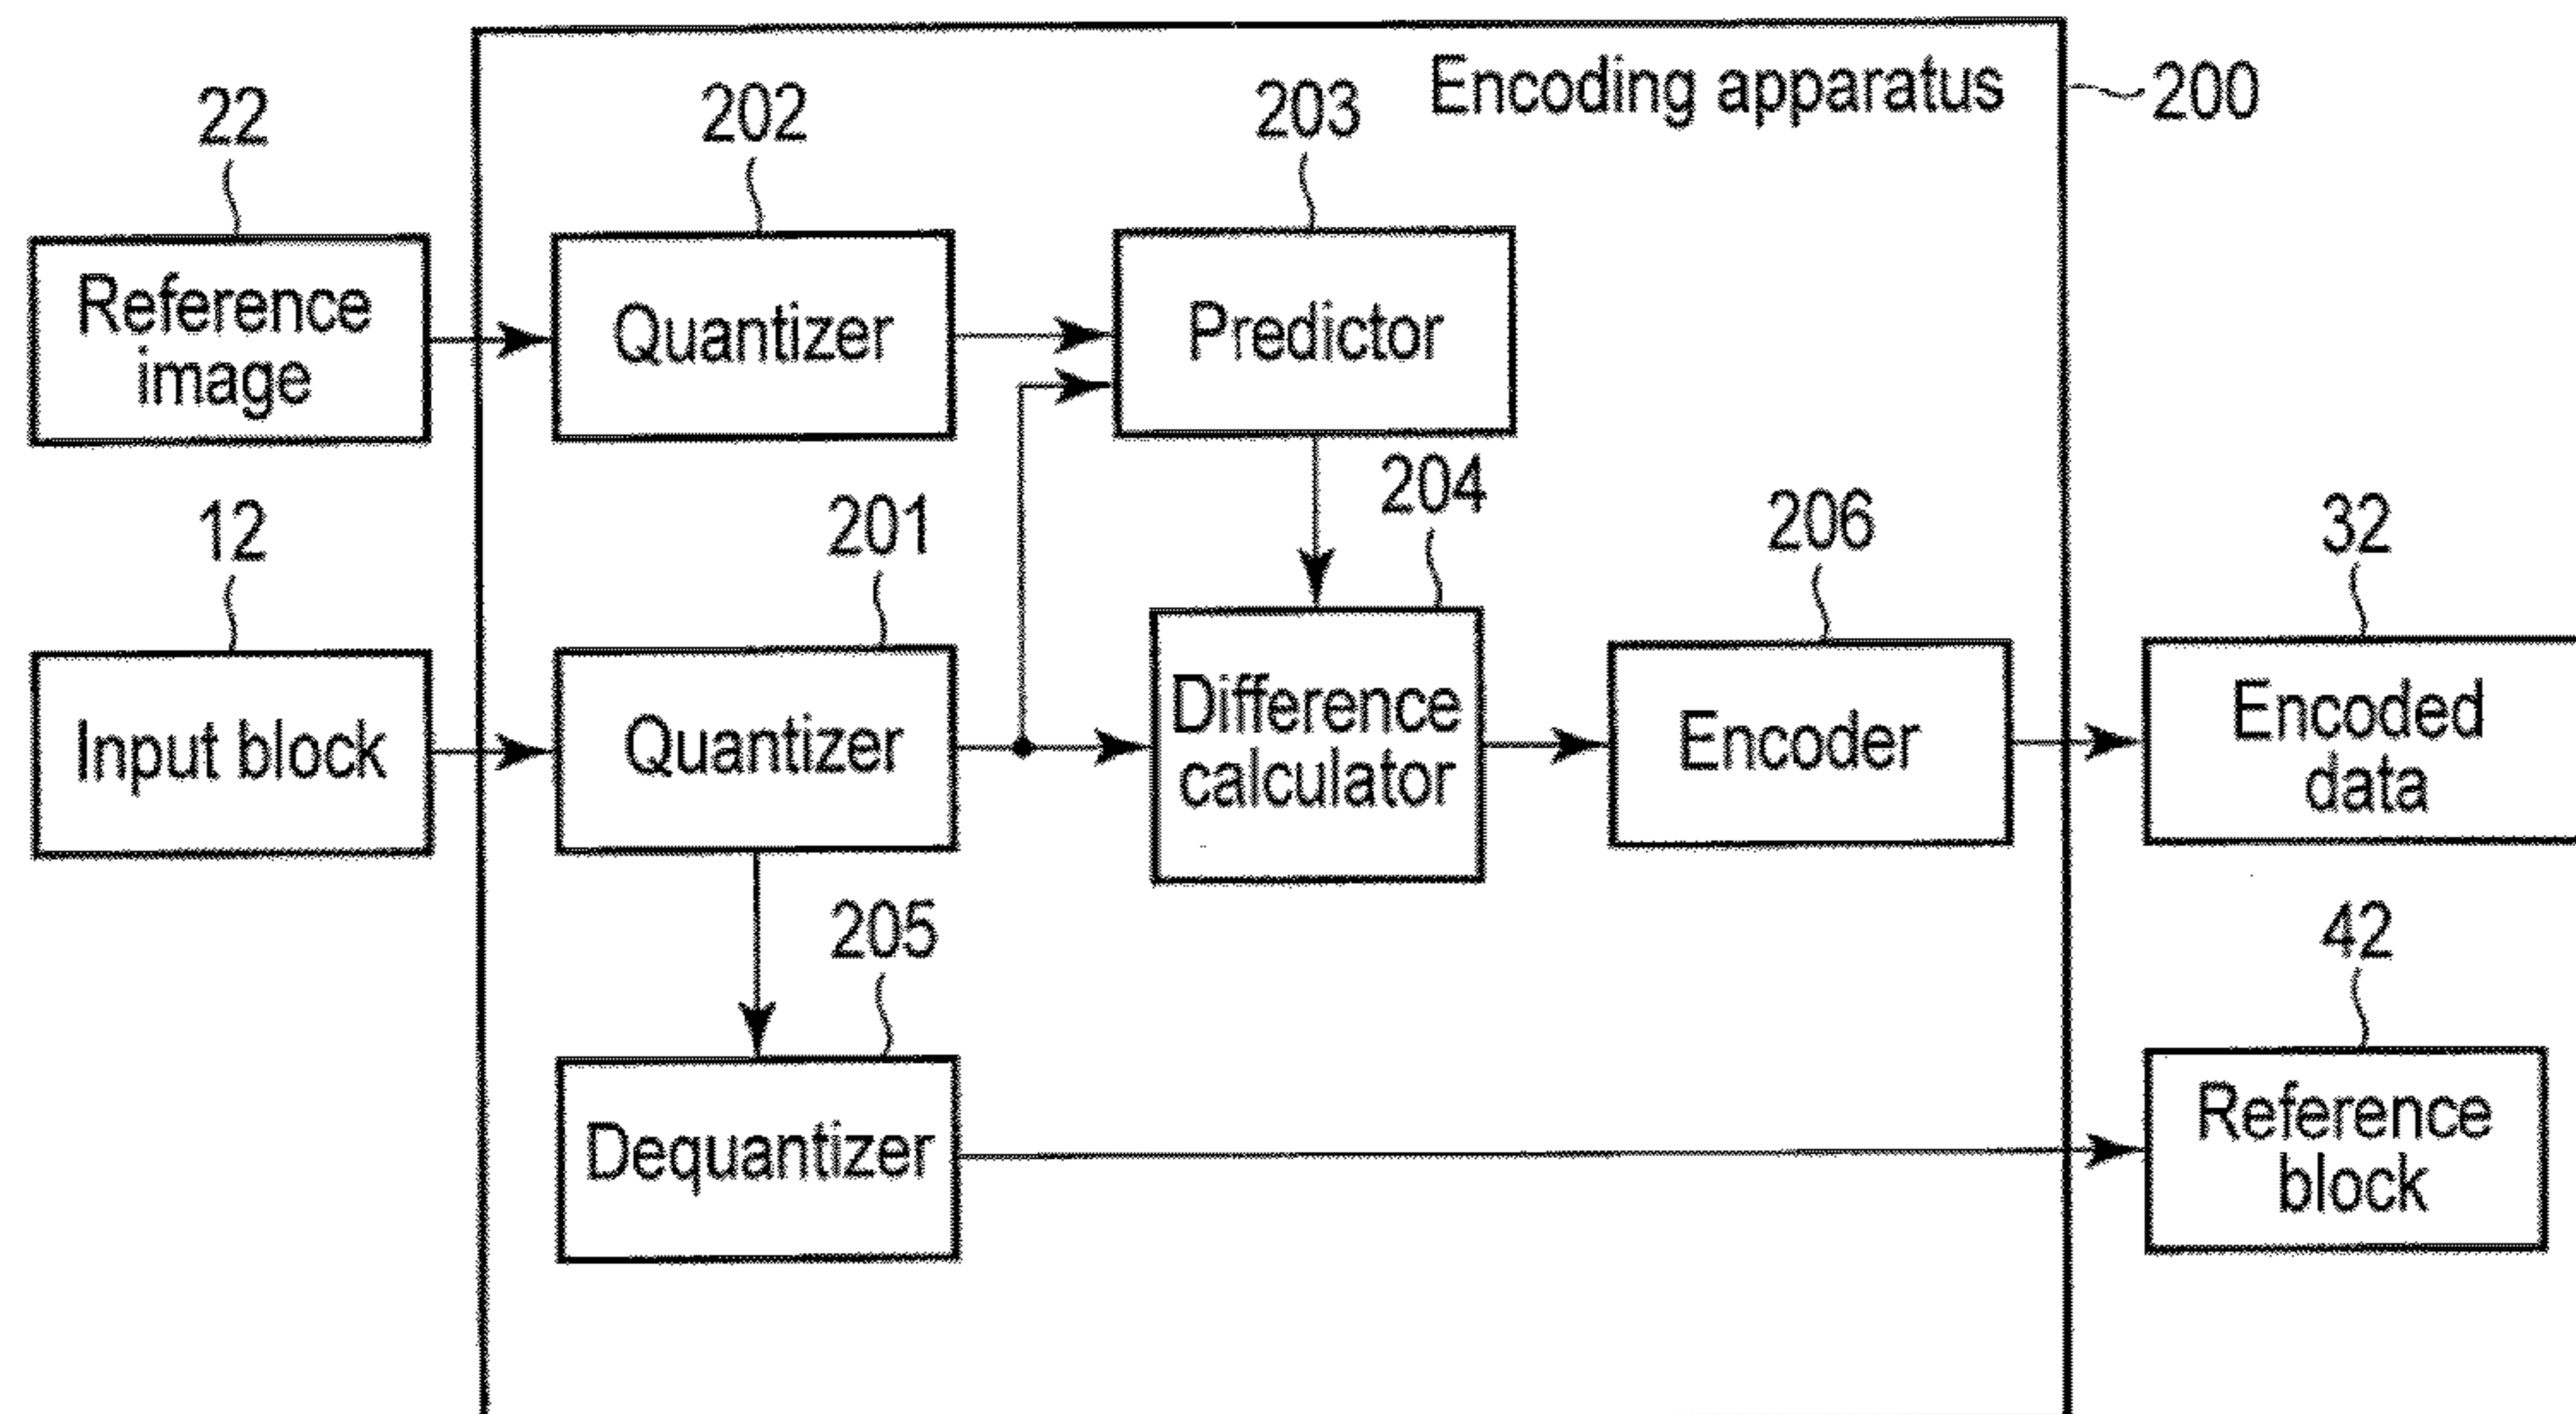 Encoding apparatus
200
22
202
203
Reference
image
Quantizer
Predictor
12
201
204
206
32
Input block
Quantizer
Difference
calculator
Encoder
Encoded
data
205
42
Dequantizer
Reference
block